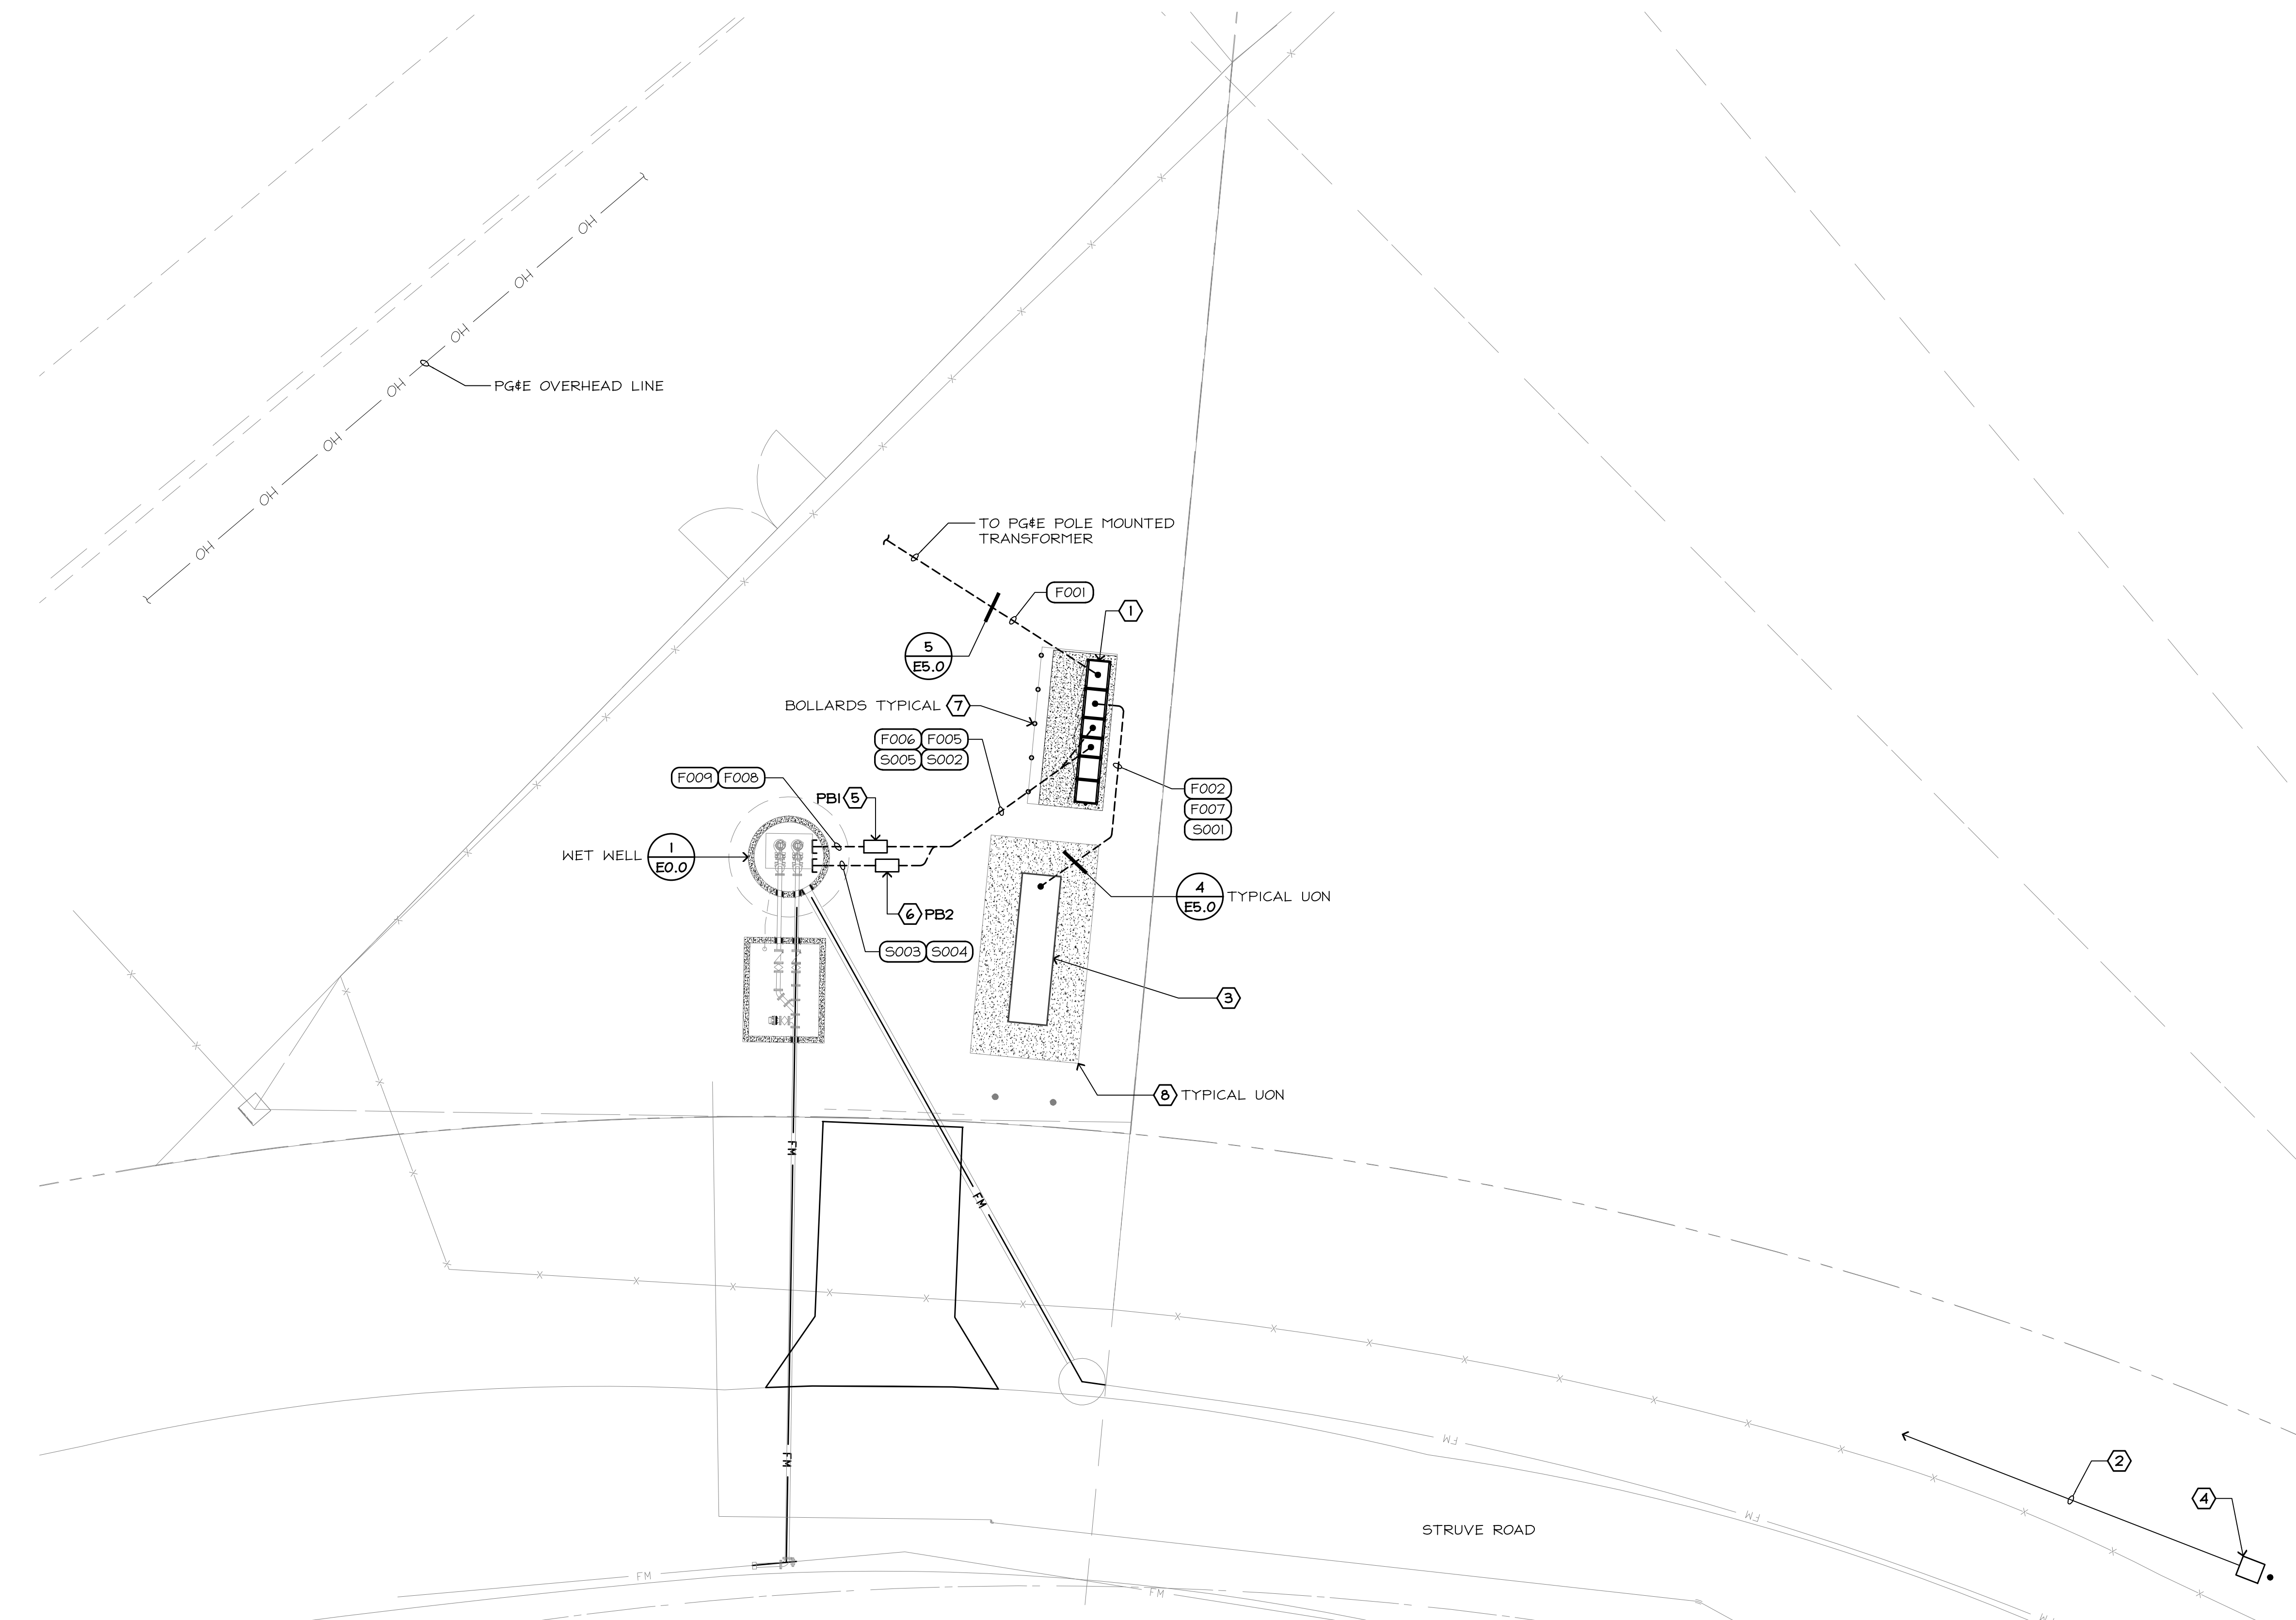 OH
OH
OH
OH
OH
OH
OH
PG&E OVERHEAD LINE
TO PG&E POLE MOUNTED
TRANSFORMER
F001
1
5
E5.0
BOLLARDS TYPICAL 7
F006 F005
S005 S002
F009 F008
PB1 5
F002
F007
S001
WET WELL 1
E0.0
4
E5.0
TYPICAL UON
6 PB2
S003 S004
3
8 TYPICAL UON
FM
FM
FM
FM
2
4
FM
STRUVE ROAD
FM
FM